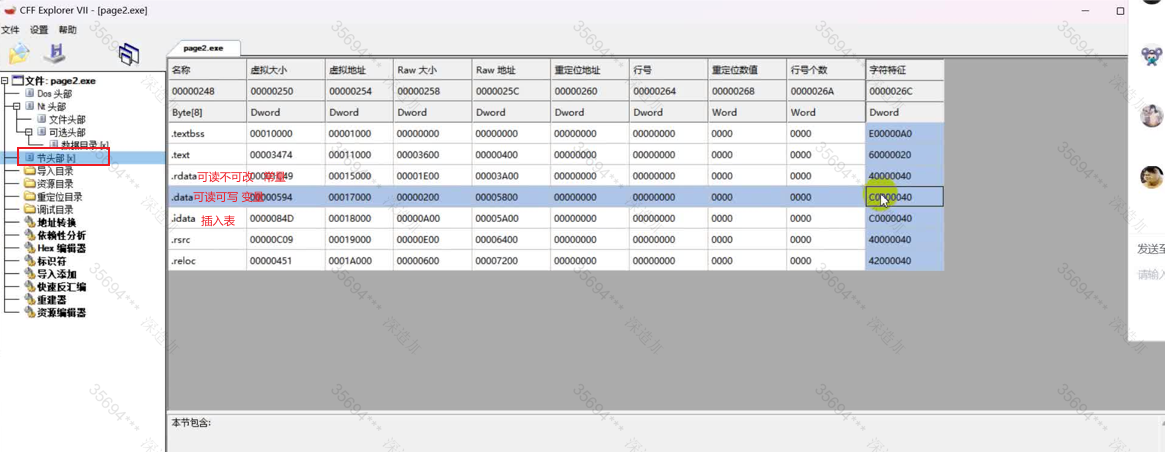 CFF Explorer VII - [page2.exe]
文件 设置 帮助
page2.exe
文件: page2.exe
Dos 头部
Nt 头部
文件头部
可选头部
数据目录 [x]
节头部 [x]
导入目录
资源目录
重定位目录
调试目录
地址转换
依赖性分析
Hex 编辑器
标识符
导入添加
快速反汇编
重建器
资源编辑器
名称 虚拟大小 虚拟地址 Raw 大小 Raw 地址 重定位地址 行号 重定位数值 行号个数 字符特征
00000248 00000250 00000254 00000258 0000025C 00000260 00000264 00000268 0000026A 0000026C
Byte[8] Dword Dword Dword Dword Dword Dword Word Word Dword
.textbss 00010000 00001000 00000000 00000000 00000000 00000000 0000 0000 E00000A0
.text 00003474 00011000 00003600 00000400 00000000 00000000 0000 0000 60000020
.rdata 可读不可改 常量 00015000 00001E00 00003A00 00000000 00000000 0000 0000 40000040
.data 可读可写 变量 00000594 00017000 00000200 00005800 00000000 00000000 0000 0000 C0000040
.idata 插入表 0000084D 00018000 00000A00 00005A00 00000000 00000000 0000 0000 C0000040
.rsrc 00000C09 00019000 00000E00 00006400 00000000 00000000 0000 0000 40000040
.reloc 00000451 0001A000 00000600 00007200 00000000 00000000 0000 0000 42000040
本节包含:
发送至
请输入
35694***